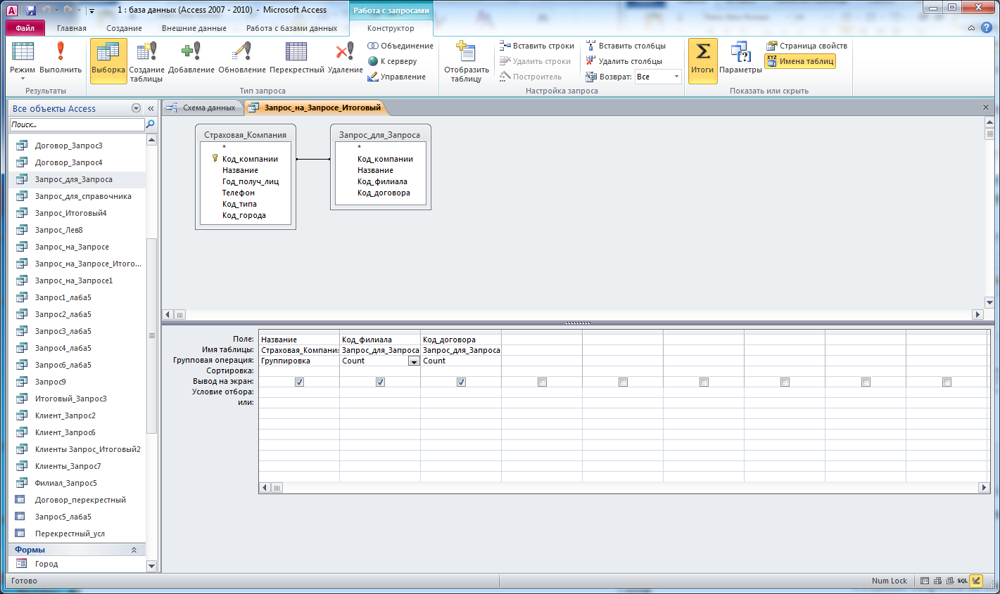 1 : база данных (Access 2007 - 2010) - Microsoft Access
Работа с запросами
Файл Главная Создание Внешние данные Работа с базами данных Конструктор
Режим Выполнить
Результаты
Выборка Создание таблицы Добавление Обновление Перекрестный Удаление
Объединение
К серверу
Управление
Тип запроса
Отобразить таблицу
Вставить строки
Удалить строки
Построитель
Вставить столбцы
Удалить столбцы
Возврат: Все
Настройка запроса
Итоги Параметры
Страница свойств
XYZ Имена таблиц
Показать или скрыть
Все объекты Access
Поиск...
Договор_Запрос3
Договор_Запрос4
Запрос_для_Запроса
Запрос_для_справочника
Запрос_Итоговый4
Запрос_Лев8
Запрос_на_Запросе
Запрос_на_Запросе_Итого...
Запрос_на_Запросе1
Запрос1_лаба5
Запрос2_лаба5
Запрос3_лаба5
Запрос4_лаба5
Запрос6_лаба5
Запрос9
Итоговый_Запрос3
Клиент_Запрос2
Клиент_Запрос6
Клиенты Запрос_Итоговый2
Клиенты_Запрос7
Филиал_Запрос5
Договор_перекрестный
Запрос5_лаба5
Перекрестный_усл
Формы
Город
Схема данных Запрос_на_Запросе_Итоговый
Страховая_Компания
*
Код_компании
Название
Год_получ_лиц
Телефон
Код_типа
Код_города
Запрос_для_Запроса
*
Код_компании
Название
Код_филиала
Код_договора
Поле: Название Код_филиала Код_договора
Имя таблицы: Страховая_Компания Запрос_для_Запроса Запрос_для_Запроса
Групповая операция: Группировка Count Count
Сортировка:
Вывод на экран:
Условие отбора:
или:
Готово
Num Lock
SQL